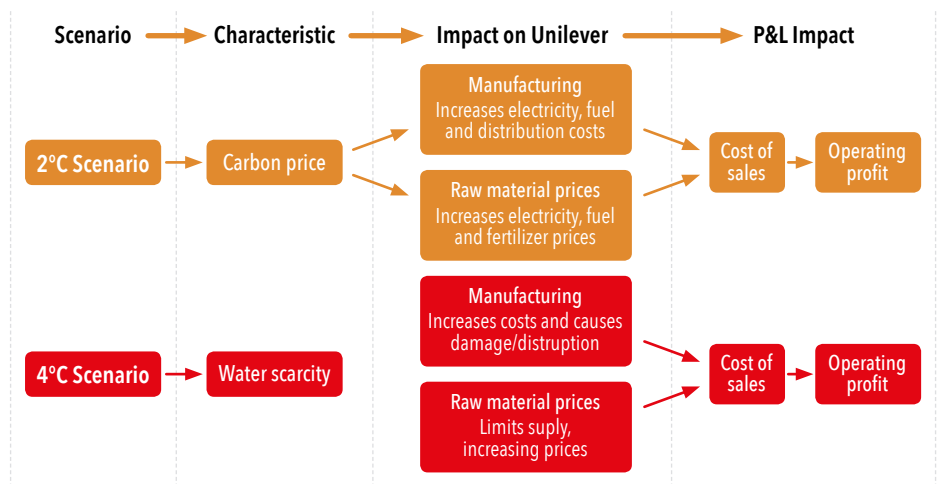 Scenario
Characteristic
Impact on Unilever
P&L Impact
2°C Scenario
Carbon price
Manufacturing
Increases electricity, fuel
and distribution costs
Raw material prices
Increases electricity, fuel
and fertilizer prices
Cost of
sales
Operating
profit
4°C Scenario
Water scarcity
Manufacturing
Increases costs and causes
damage/distruption
Raw material prices
Limits suply,
increasing prices
Cost of
sales
Operating
profit